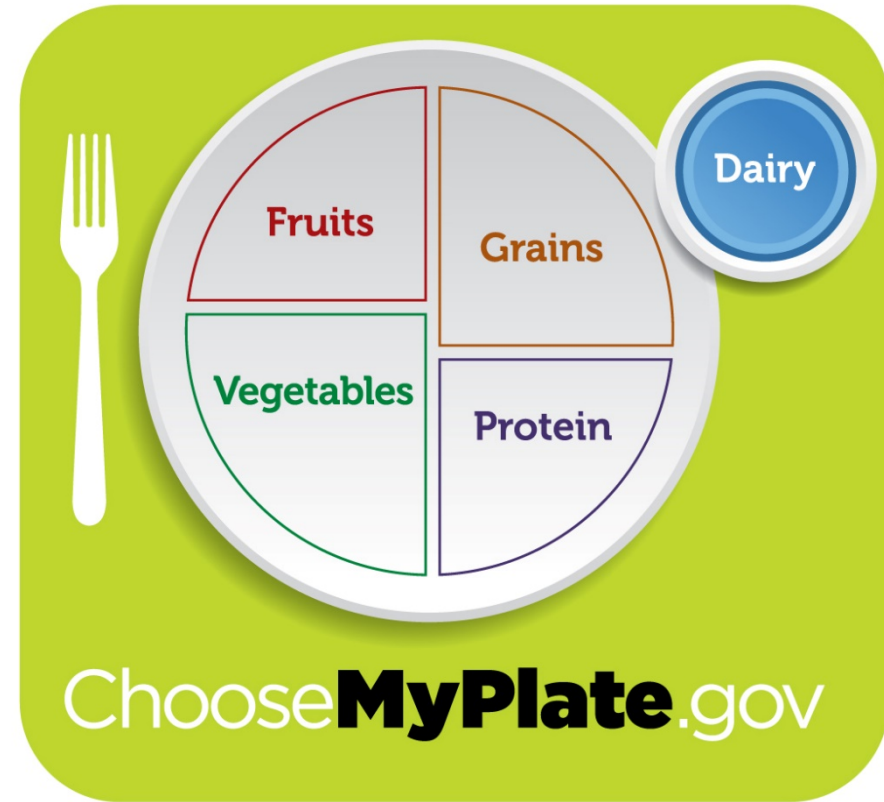 Dairy
Fruits
Grains
Vegetables
Protein
ChooseMyPlate.gov